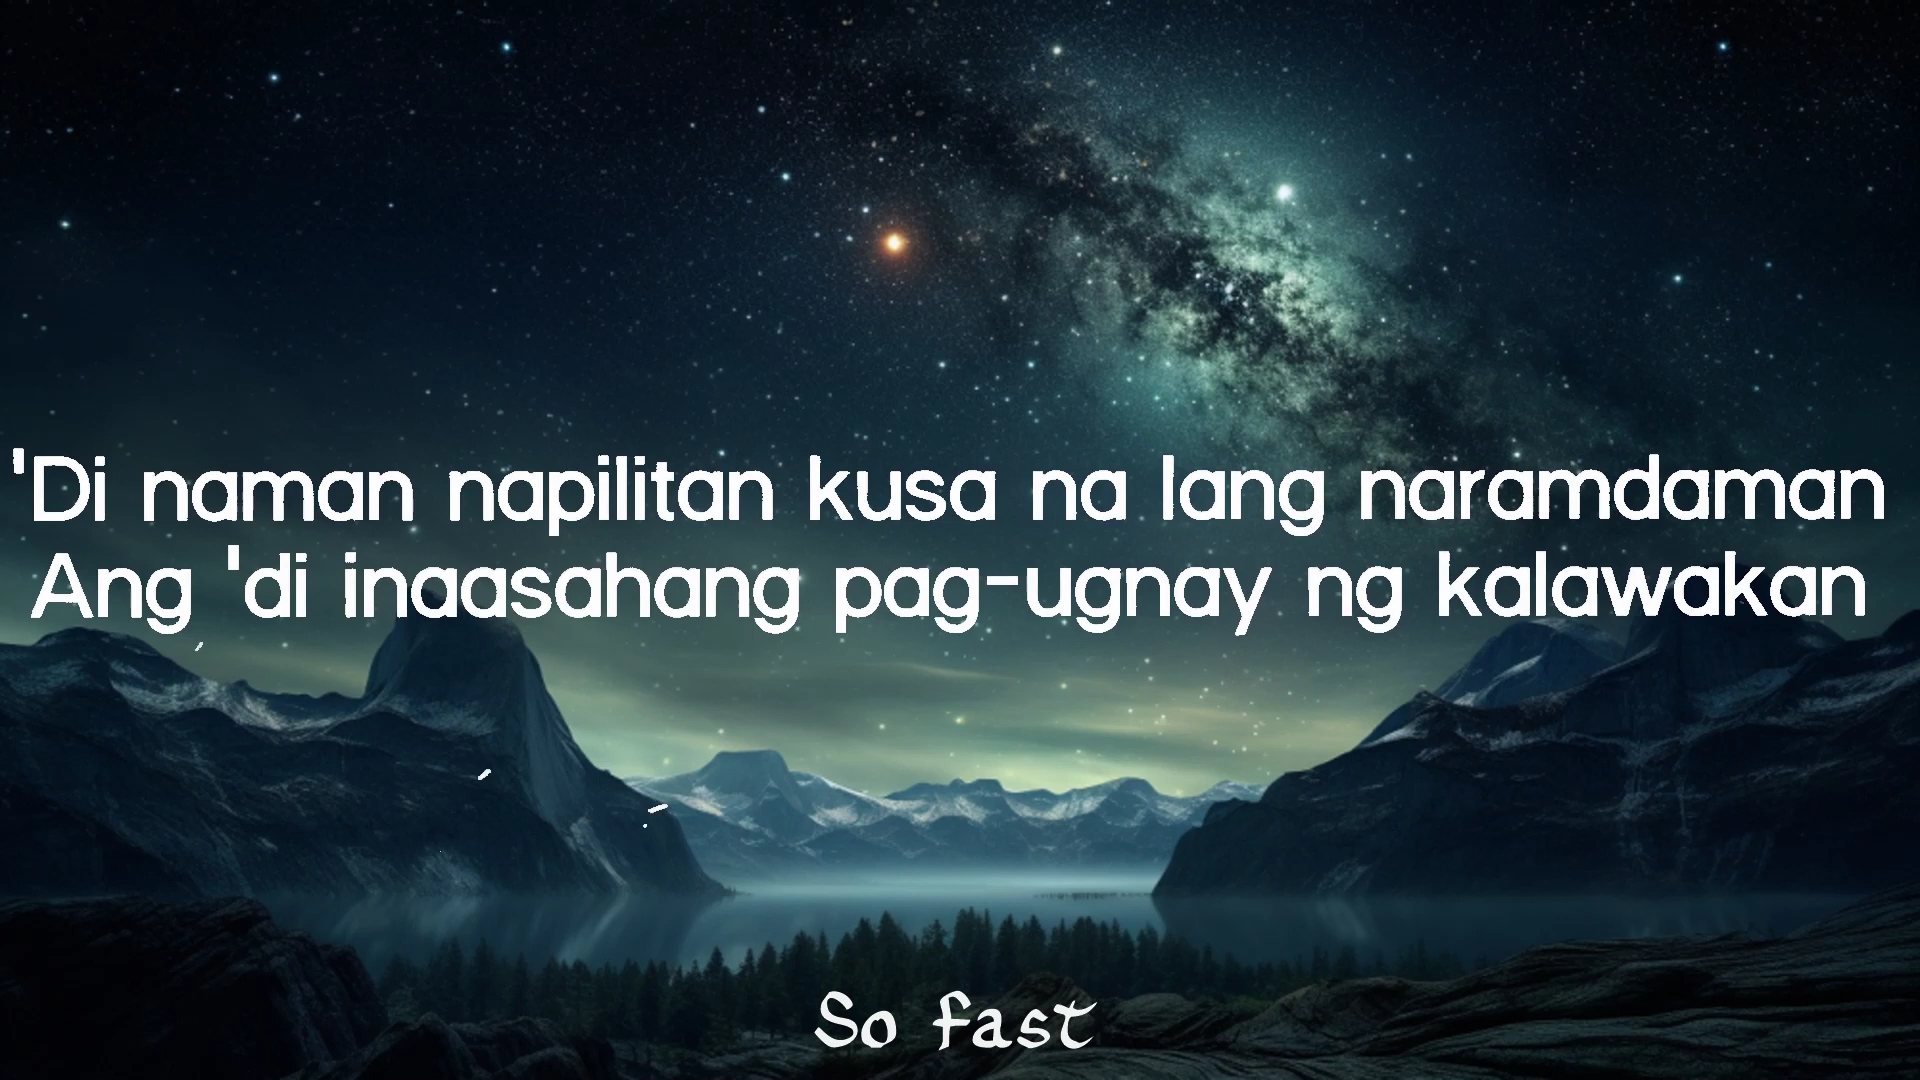 'Di naman napilitan kusa na lang naramdaman
Ang 'di inaasahang pag-ugnay ng kalawakan
So fast